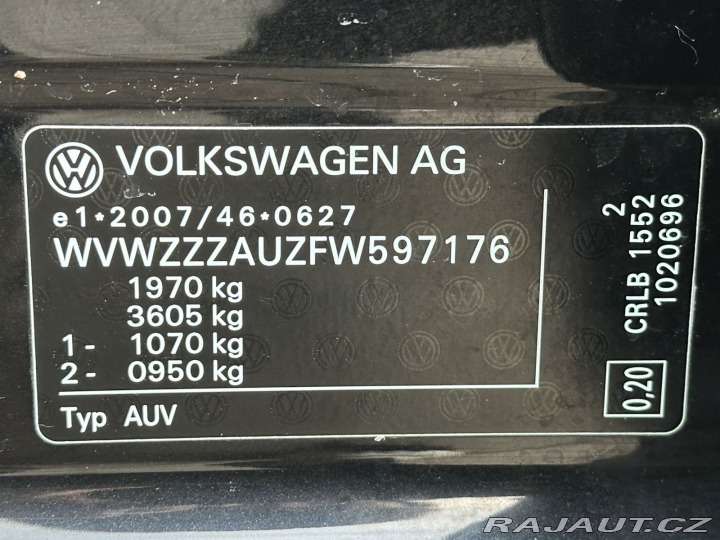 VOLKSWAGEN AG
e1*2007/46*0627
WVWZZZAUZFW597176
1970 kg
3605 kg
1- 1070 kg
2- 0950 kg
Typ AUV
2
CRLB 1552
1020696
0,20
RAJAUT.CZ